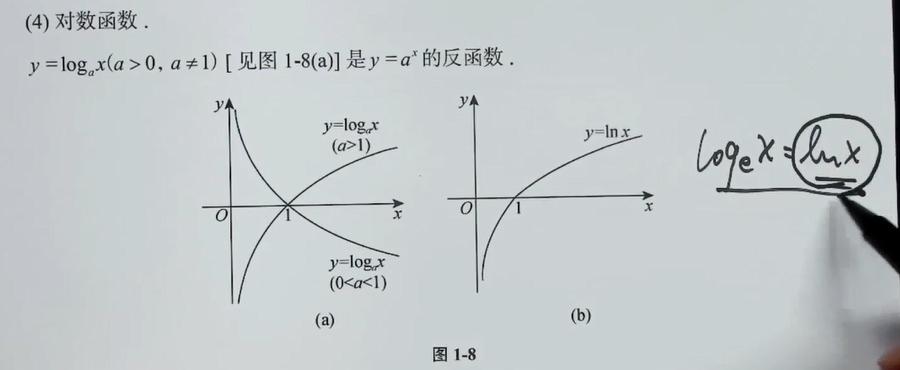 (4) 对数函数.
y=logₐx(a>0, a≠1) [见图 1-8(a)] 是 y=aˣ 的反函数.
y
y=logₐx
(a>1)
O
1
x
y=logₐx
(0<a<1)
(a)
y
y=ln x
O
1
x
(b)
logₑx=lnx
图 1-8